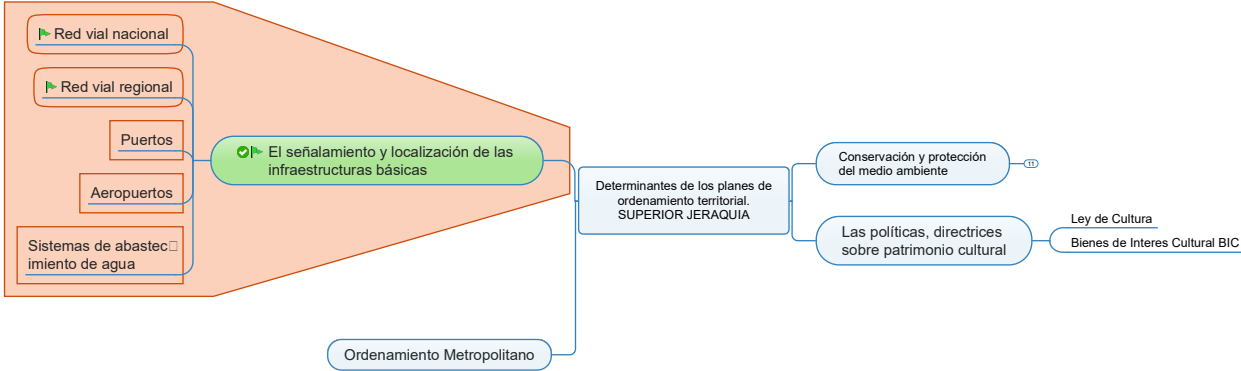 Red vial nacional
Red vial regional
Puertos
Aeropuertos
Sistemas de abastec□
imiento de agua
El señalamiento y localización de las
infraestructuras básicas
Determinantes de los planes de
ordenamiento territorial.
SUPERIOR JERAQUIA
Conservación y protección
del medio ambiente
11
Las políticas, directrices
sobre patrimonio cultural
Ley de Cultura
Bienes de Interes Cultural BIC
Ordenamiento Metropolitano